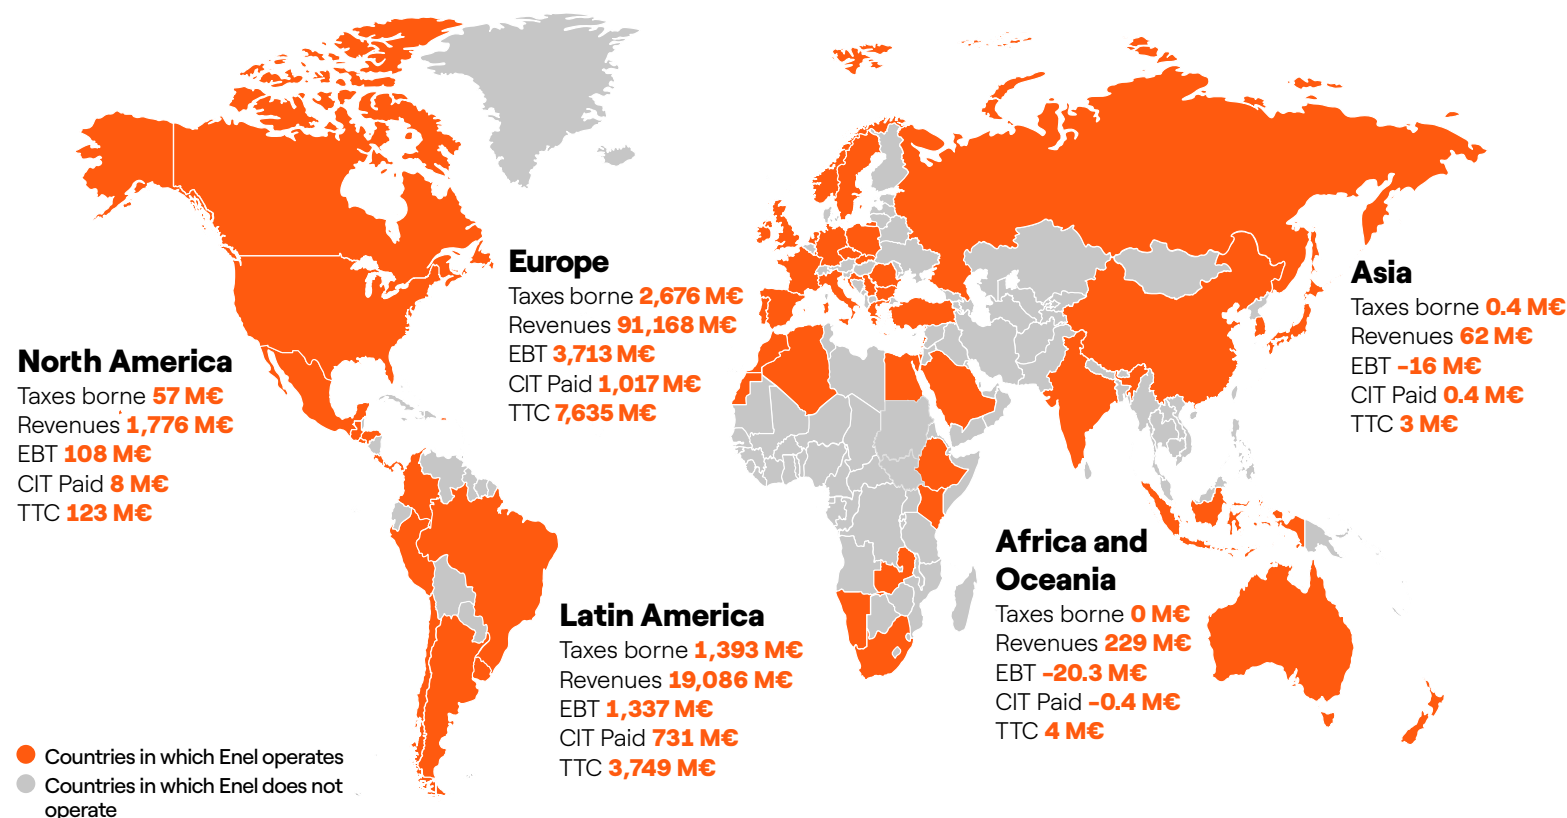 North America
Taxes borne 57 M€
Revenues 1,776 M€
EBT 108 M€
CIT Paid 8 M€
TTC 123 M€
Europe
Taxes borne 2,676 M€
Revenues 91,168 M€
EBT 3,713 M€
CIT Paid 1,017 M€
TTC 7,635 M€
Asia
Taxes borne 0.4 M€
Revenues 62 M€
EBT -16 M€
CIT Paid 0.4 M€
TTC 3 M€
Latin America
Taxes borne 1,393 M€
Revenues 19,086 M€
EBT 1,337 M€
CIT Paid 731 M€
TTC 3,749 M€
Africa and
Oceania
Taxes borne 0 M€
Revenues 229 M€
EBT -20.3 M€
CIT Paid -0.4 M€
TTC 4 M€
Countries in which Enel operates
Countries in which Enel does not
operate